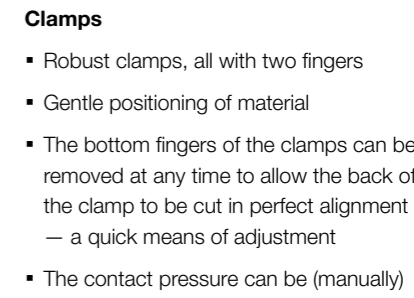 Clamps
▪ Robust clamps, all with two fingers
▪ Gentle positioning of material
▪ The bottom fingers of the clamps can be
removed at any time to allow the back of
the clamp to be cut in perfect alignment
— a quick means of adjustment
▪ The contact pressure can be (manually)